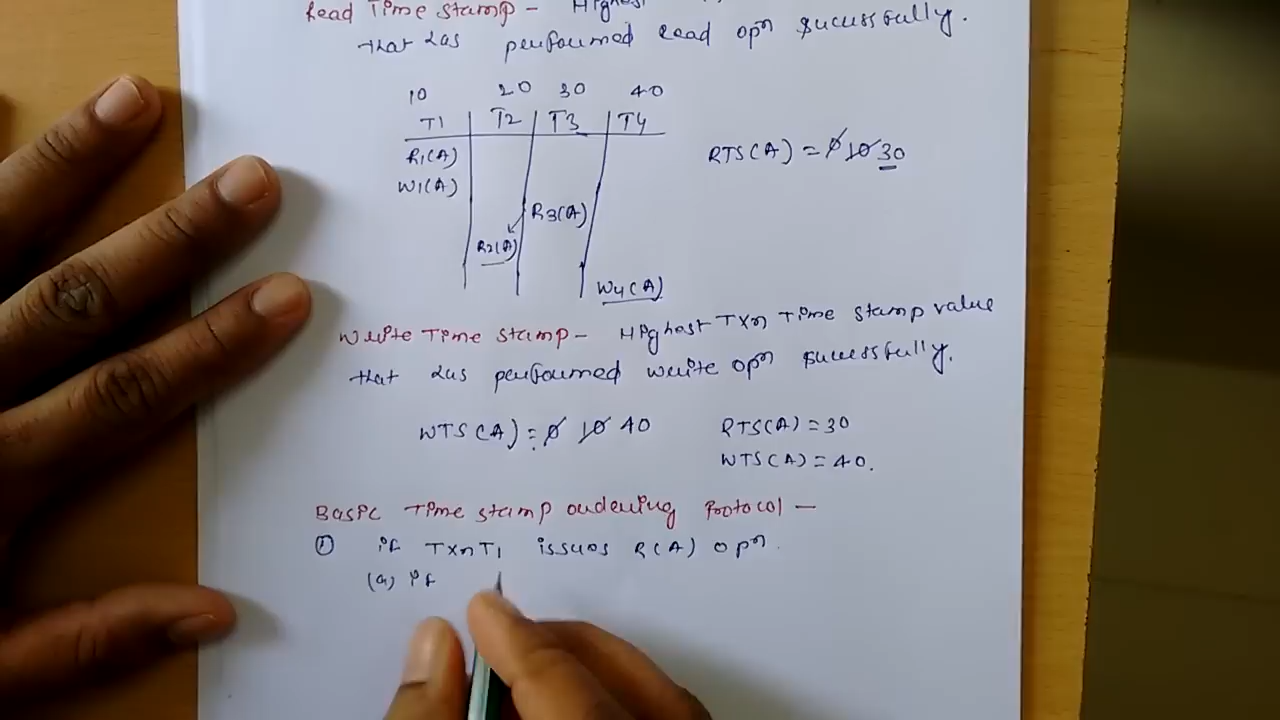 Read Time stamp - Highest
that has performed read opn sucessfully.
10 20 30 40
T1 T2 T3 T4
R1(A)
W1(A)
RTS(A) = 0 10 30
R3(A)
R2(A)
W4(A)
Write Time stamp - Highest Txn Time stamp value
that has performed write opn sucessfully.
WTS(A) = 0 10 40
RTS(A) = 30
WTS(A) = 40.
Basic Time stamp ordering Protocol -
① if Txn T1 issues R(A) opn.
(a) if